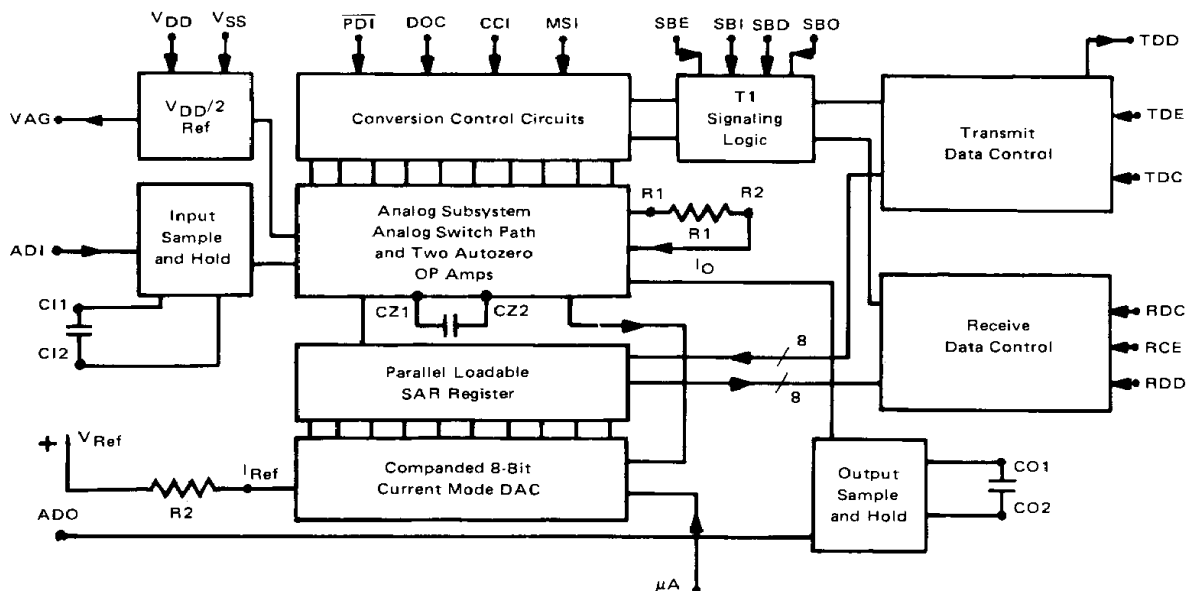 VDD VSS PDI DOC CCI MSI SBE SBI SBD SBO
TDD
VAG
VDD/2
Ref
Conversion Control Circuits
T1
Signaling
Logic
Transmit
Data Control
TDE
TDC
ADI
Input
Sample
and Hold
Analog Subsystem
Analog Switch Path
and Two Autozero
OP Amps
R1 R2
R1
IO
CI1
CI2
CZ1 CZ2
Parallel Loadable
SAR Register
8
8
Receive
Data Control
RDC
RCE
RDD
+ VRef
R2
IRef
Companded 8-Bit
Current Mode DAC
Output
Sample
and Hold
CO1
CO2
ADO
μA